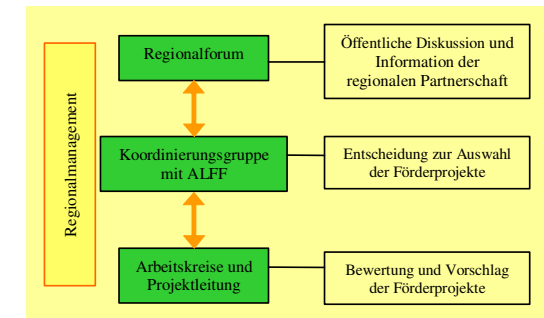 Regionalmanagement
Regionalforum
Öffentliche Diskussion und
Information der
regionalen Partnerschaft
Koordinierungsgruppe
mit ALFF
Entscheidung zur Auswahl
der Förderprojekte
Arbeitskreise und
Projektleitung
Bewertung und Vorschlag
der Förderprojekte